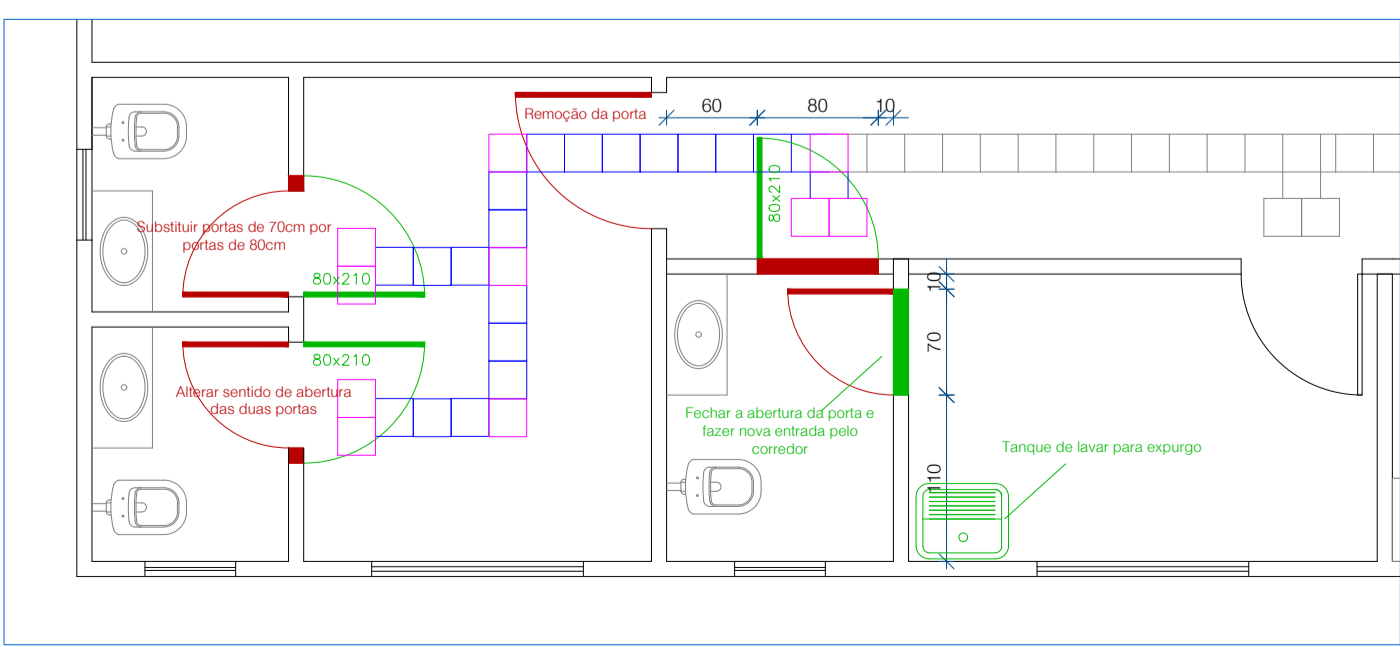 Remoção da porta
60
80
10
80x210
Substituir portas de 70cm por
portas de 80cm
80x210
10
70
80x210
Alterar sentido de abertura
das duas portas
Fechar a abertura da porta e
fazer nova entrada pelo
corredor
Tanque de lavar para expurgo
110